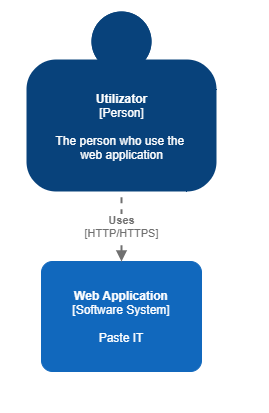 Utilizator
[Person]
The person who use the
web application
Uses
[HTTP/HTTPS]
Web Application
[Software System]
Paste IT